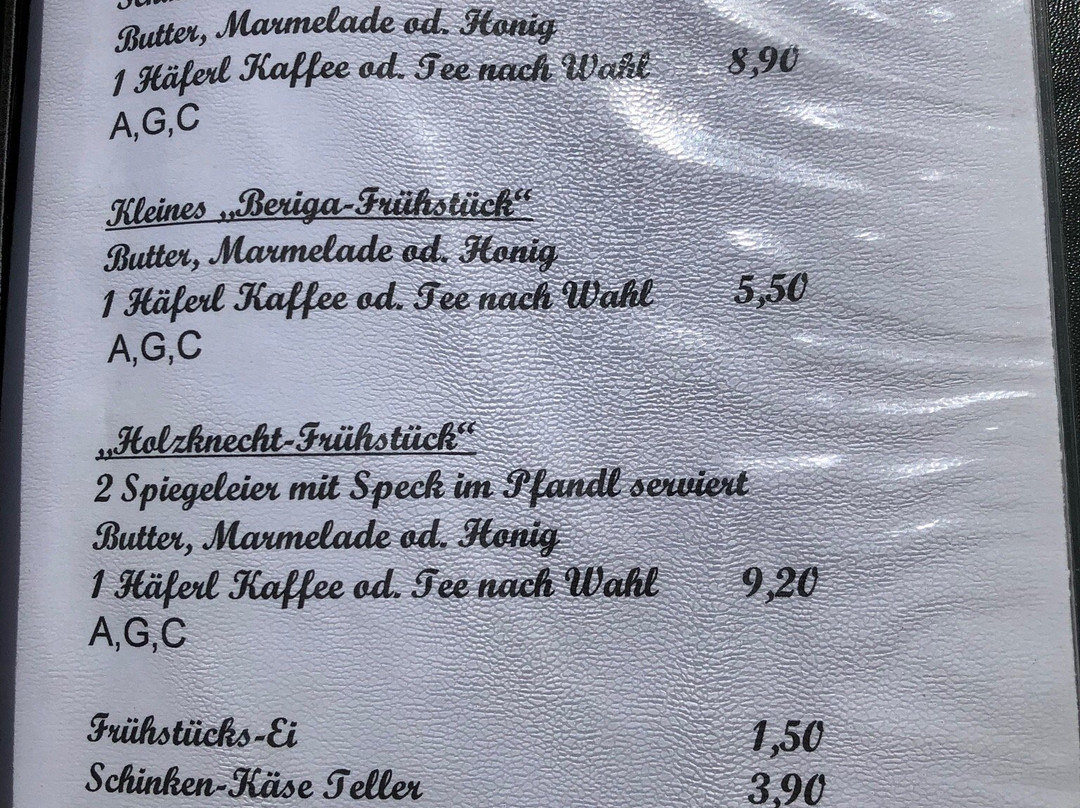 Butter, Marmelade od. Honig
1 Häferl Kaffee od. Tee nach Wahl 8,90
A,G,C
Kleines „Beriga-Frühstück“
Butter, Marmelade od. Honig
1 Häferl Kaffee od. Tee nach Wahl 5,50
A,G,C
„Holzknecht-Frühstück“
2 Spiegeleier mit Speck im Pfandl serviert
Butter, Marmelade od. Honig
1 Häferl Kaffee od. Tee nach Wahl 9,20
A,G,C
Frühstücks-Ei 1,50
Schinken-Käse Teller 3,90